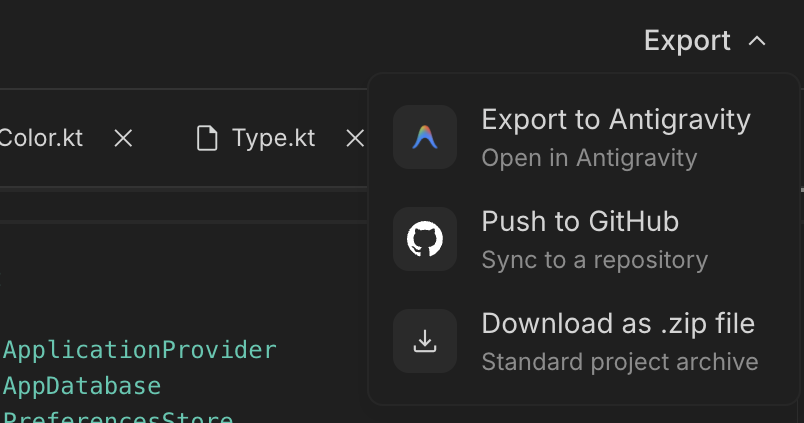 Export
Color.kt
Type.kt
Export to Antigravity
Open in Antigravity
Push to GitHub
Sync to a repository
Download as .zip file
Standard project archive
ApplicationProvider
AppDatabase
PreferencesStore